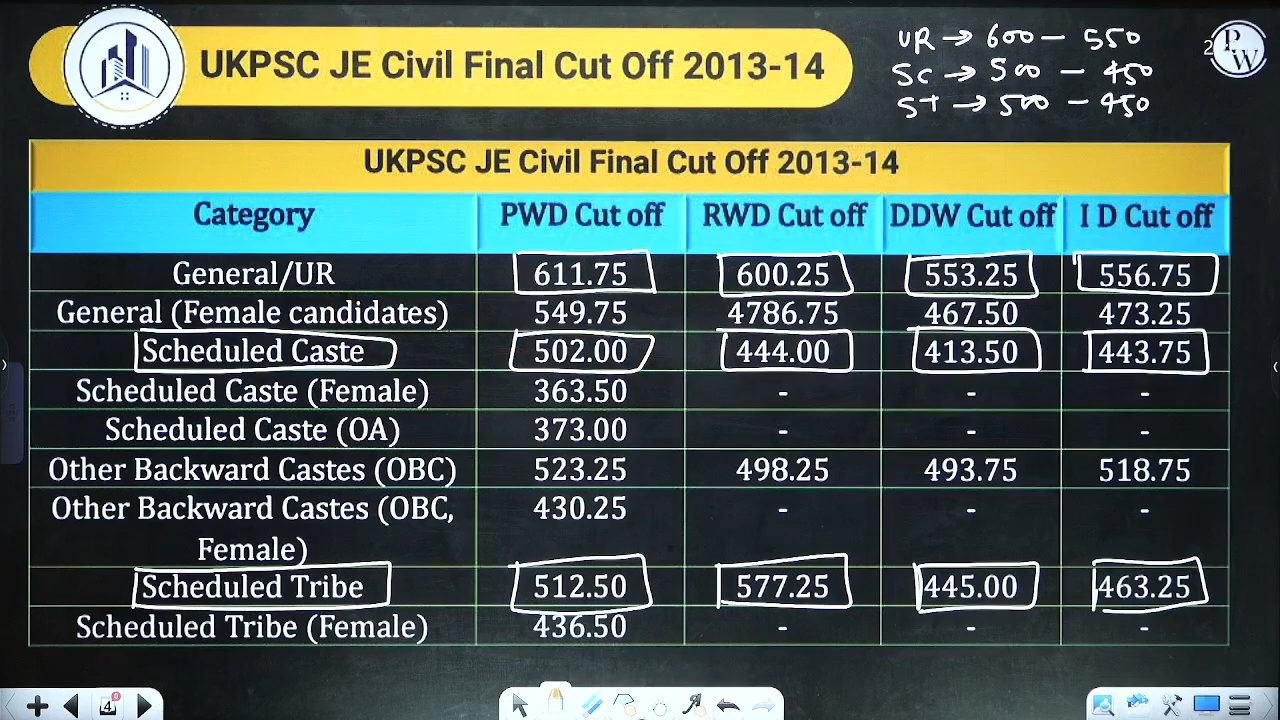 UKPSC JE Civil Final Cut Off 2013-14
UR → 600 – 550
SC → 500 – 450
ST → 500 – 450
2
PW
UKPSC JE Civil Final Cut Off 2013-14
Category PWD Cut off RWD Cut off DDW Cut off I D Cut off
General/UR 611.75 600.25 553.25 556.75
General (Female candidates) 549.75 4786.75 467.50 473.25
Scheduled Caste 502.00 444.00 413.50 443.75
Scheduled Caste (Female) 363.50 - - -
Scheduled Caste (OA) 373.00 - - -
Other Backward Castes (OBC) 523.25 498.25 493.75 518.75
Other Backward Castes (OBC, 430.25 - - -
Female)
Scheduled Tribe 512.50 577.25 445.00 463.25
Scheduled Tribe (Female) 436.50 - - -
4